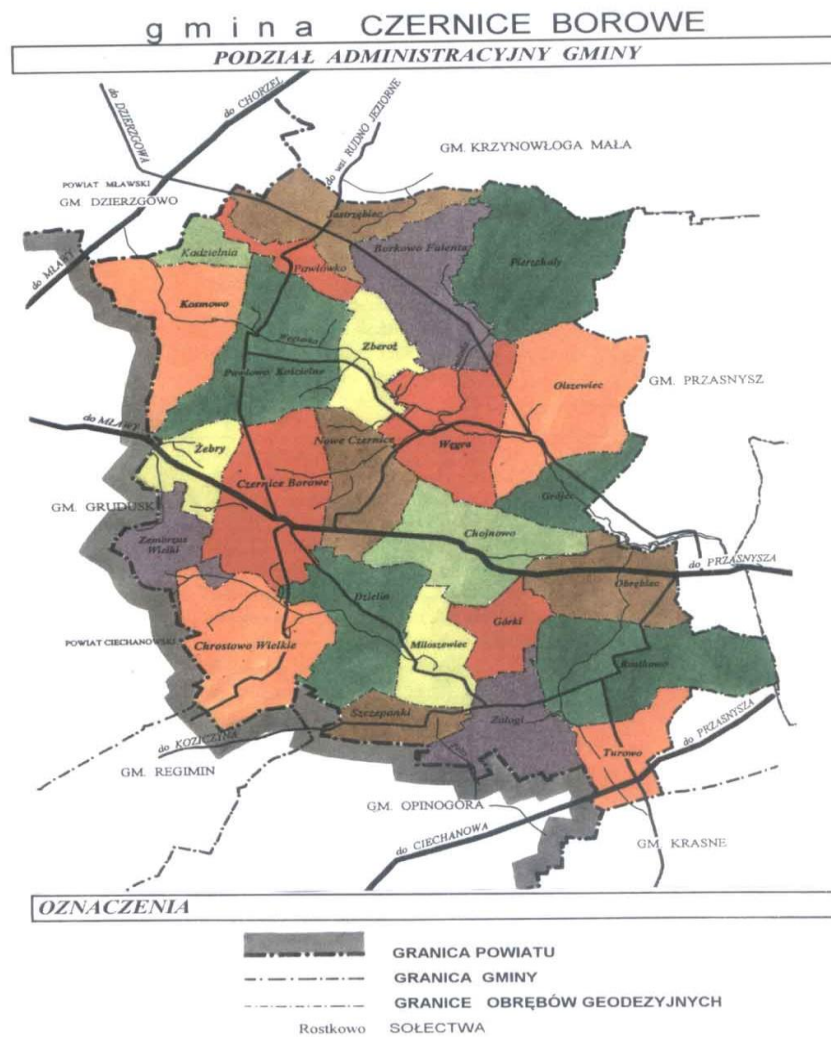 gmina CZERNICE BOROWE
PODZIAŁ ADMINISTRACYJNY GMINY
do DZIERZGOWA
do CHORZEL
do wsi RUDNO JEZIORNE
GM. KRZYNOWŁOGA MAŁA
POWIAT MŁAWSKI
GM. DZIERZGOWO
do MŁAWY
Jastrzębiec
Kadzielnia
Pawłówko
Borkowo Falenta
Pierzchały
Kosmowo
Węgierka
Zberoż
Pawłowo Kościelne
Olszewiec
GM. PRZASNYSZ
do MŁAWY
Żebry
Nowe Czernice
Węgra
Czernice Borowe
Grójec
GM. GRUDUSK
Chojnowo
Zembrzus Wielki
do PRZASNYSZA
Obrębiec
Dzielin
Górki
POWIAT CIECHANOWSKI
Chrostowo Wielkie
Miłoszewiec
Rostkowo
Szczepanki
Załogi
do KOZICZYNA
Turowo
do PRZASNYSZA
GM. REGIMIN
GM. OPINOGÓRA
do CIECHANOWA
GM. KRASNE
OZNACZENIA
GRANICA POWIATU
GRANICA GMINY
GRANICE OBRĘBÓW GEODEZYJNYCH
Rostkowo SOŁECTWA